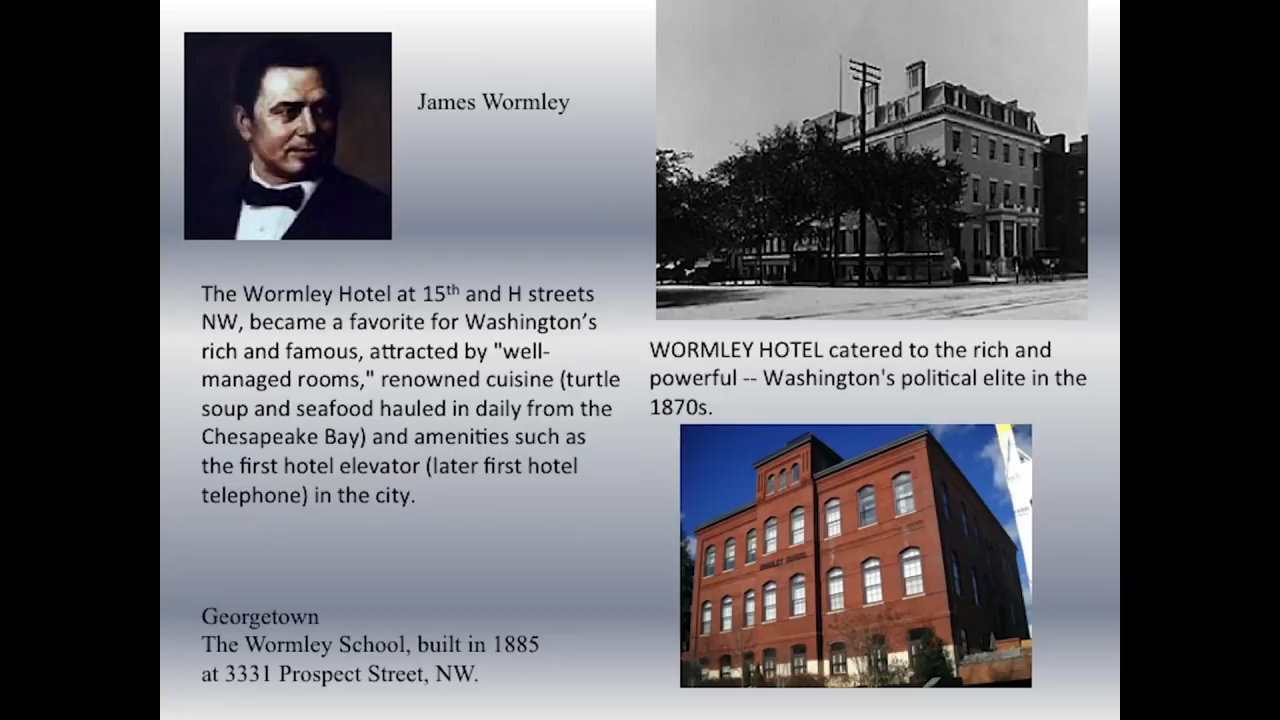 James Wormley
The Wormley Hotel at 15th and H streets
NW, became a favorite for Washington’s
rich and famous, attracted by "well-
managed rooms," renowned cuisine (turtle
soup and seafood hauled in daily from the
Chesapeake Bay) and amenities such as
the first hotel elevator (later first hotel
telephone) in the city.
WORMLEY HOTEL catered to the rich and
powerful -- Washington's political elite in the
1870s.
WORMLEY SCHOOL
Georgetown
The Wormley School, built in 1885
at 3331 Prospect Street, NW.